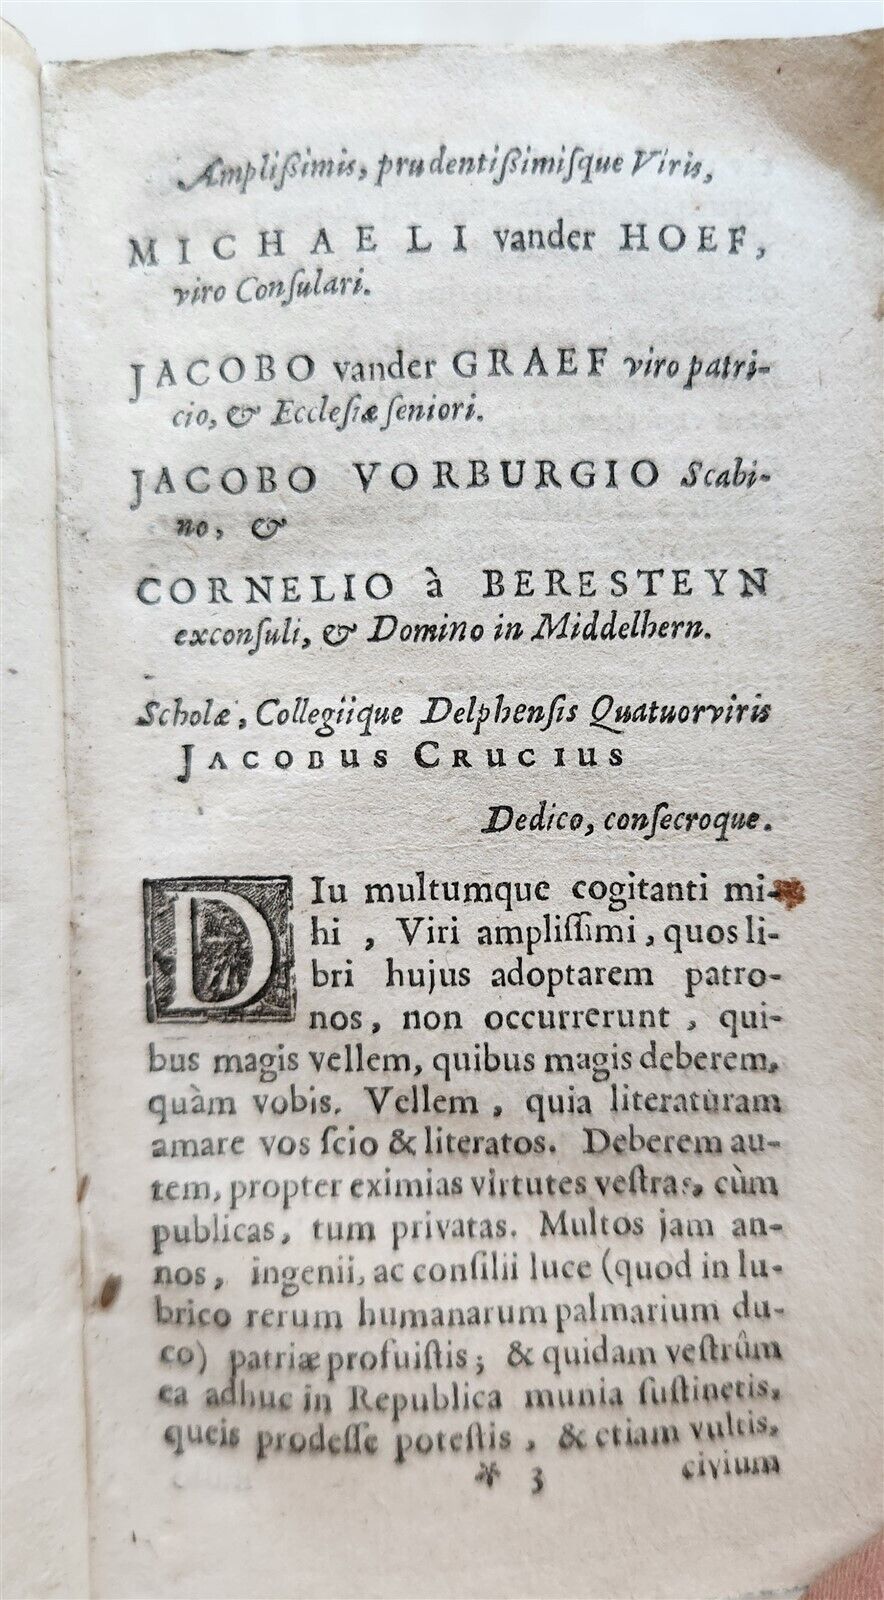 Ampliſſimis, prudentiſſimiſque Viris,
MICHAELI vander HOEF,
viro Conſulari.
JACOBO vander GRAEF viro patri-
cio, & Eccleſiæ ſeniori.
JACOBO VORBURGIO Scabi-
no, &
CORNELIO à BERESTEYN
exconſuli, & Domino in Middelhern.
Scholæ, Collegiique Delphenſis Quatuorviris
JACOBUS CRUCIUS
Dedico, conſecroque.
DIu multumque cogitanti mi-
hi, Viri ampliſſimi, quos li-
bri hujus adoptarem patro-
nos, non occurrerunt, qui-
bus magis vellem, quibus magis deberem,
quàm vobis. Vellem, quia literaturam
amare vos ſcio & literatos. Deberem au-
tem, propter eximias virtutes veſtras, cùm
publicas, tum privatas. Multos jam an-
nos, ingenii, ac conſilii luce (quod in lu-
brico rerum humanarum palmarium du-
co) patriæ profuiſtis; & quidam veſtrûm
ea adhuc in Republica munia ſuſtinetis,
queis prodeſſe poteſtis, & etiam vultis,
* 3 civium